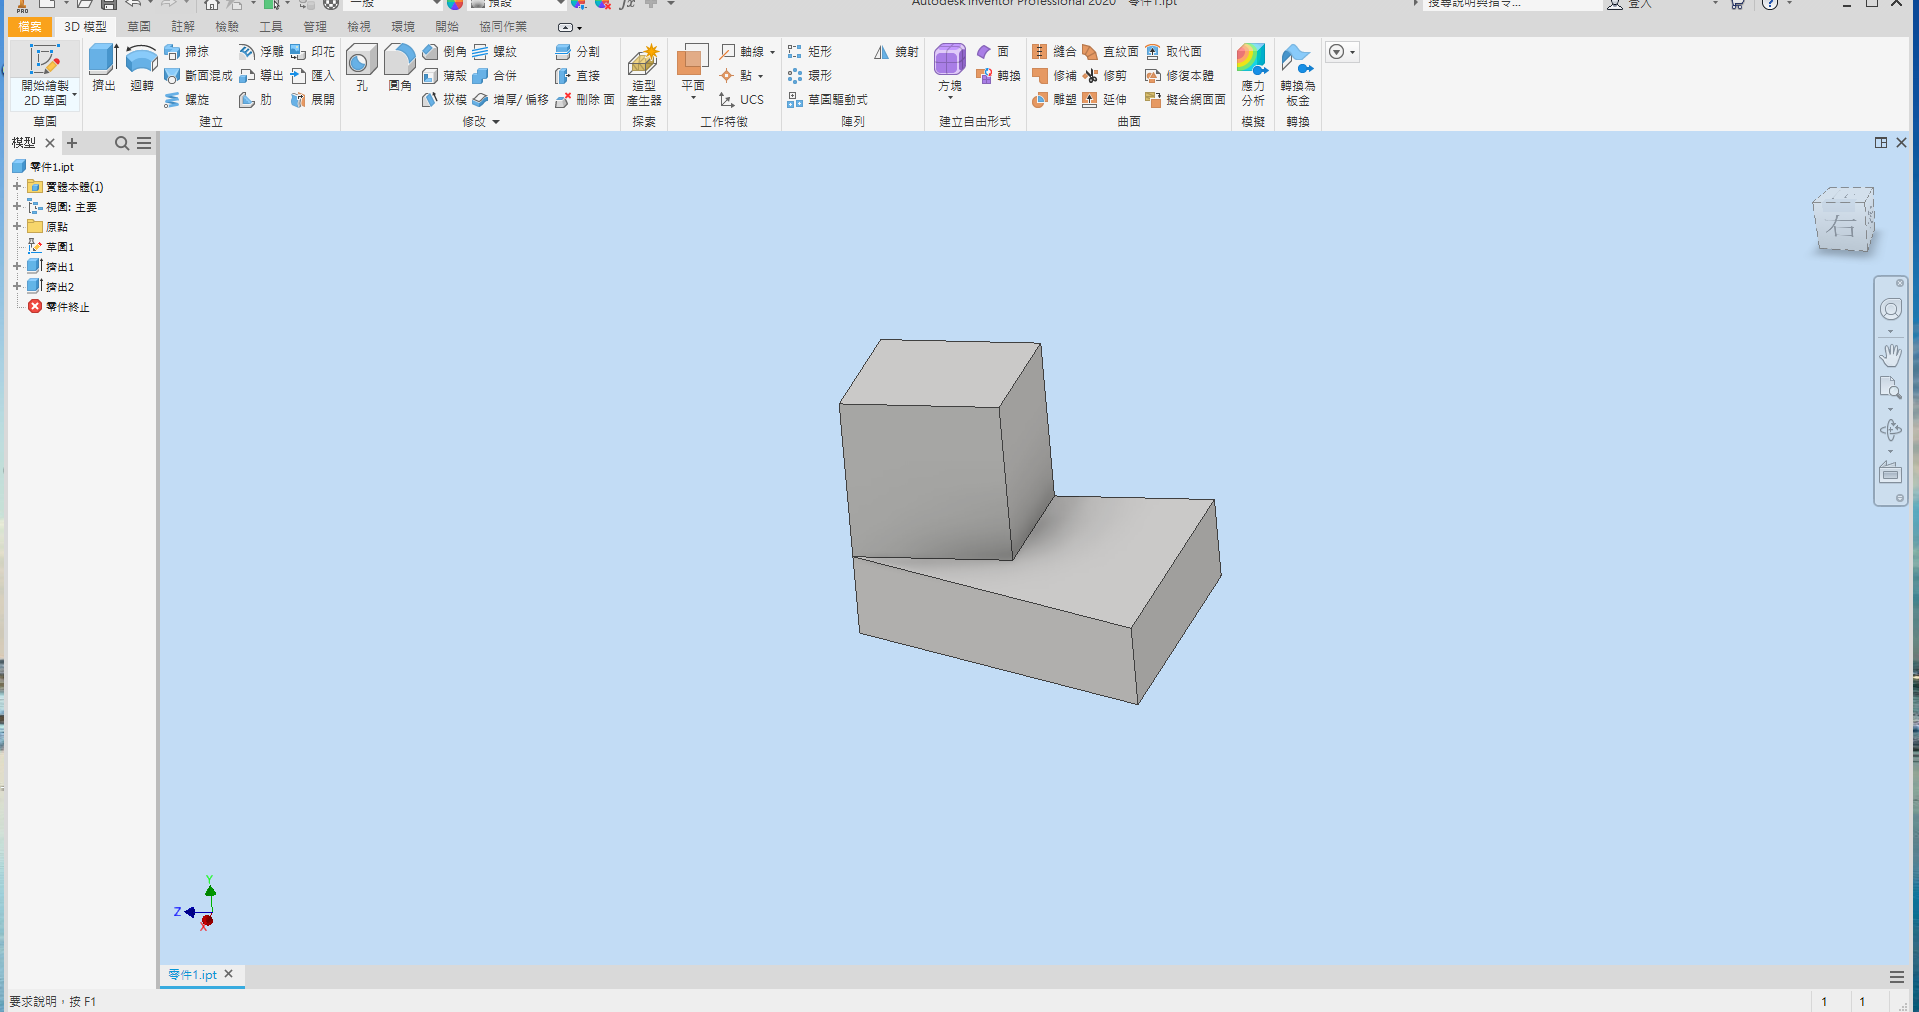 PRO 一般 預設 fx Autodesk Inventor Professional 2020 零件1.ipt 搜尋說明與指令... 登入
檔案 3D 模型 草圖 註解 檢驗 工具 管理 檢視 環境 開始 協同作業
開始繪製
2D 草圖
草圖
擠出 迴轉
掃掠 浮雕 印花
斷面混成 導出 匯入
螺旋 肋 展開
建立
孔 圓角
倒角 螺紋 分割
薄殼 合併 直接
拔模 增厚/ 偏移 刪除 面
修改
造型
產生器
探索
平面
軸線
點
UCS
工作特徵
矩形 鏡射
環形
草圖驅動式
陣列
方塊
面
轉換
建立自由形式
縫合 直紋面 取代面
修補 修剪 修復本體
雕塑 延伸 擬合網面面
曲面
應力
分析
模擬
轉換為
板金
轉換
模型
零件1.ipt
實體本體(1)
視圖: 主要
原點
草圖1
擠出1
擠出2
零件終止
右
Y
Z
X
零件1.ipt
要求說明，按 F1
1 1